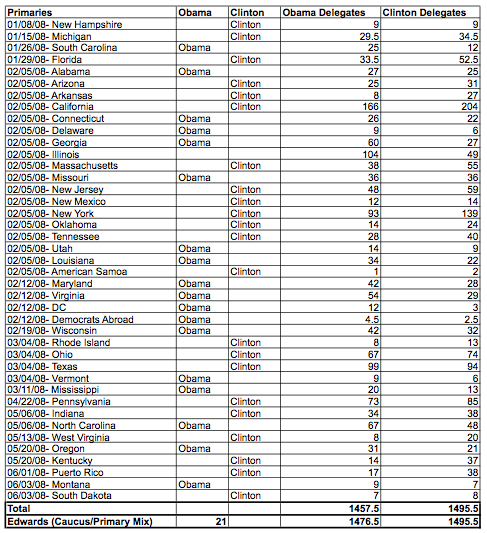 Primaries Obama Clinton Obama Delegates Clinton Delegates
01/08/08- New Hampshire Clinton 9 9
01/15/08- Michigan Clinton 29.5 34.5
01/26/08- South Carolina Obama 25 12
01/29/08- Florida Clinton 33.5 52.5
02/05/08- Alabama Obama 27 25
02/05/08- Arizona Clinton 25 31
02/05/08- Arkansas Clinton 8 27
02/05/08- California Clinton 166 204
02/05/08- Connecticut Obama 26 22
02/05/08- Delaware Obama 9 6
02/05/08- Georgia Obama 60 27
02/05/08- Illinois 104 49
02/05/08- Massachusetts Clinton 38 55
02/05/08- Missouri Obama 36 36
02/05/08- New Jersey Clinton 48 59
02/05/08- New Mexico Clinton 12 14
02/05/08- New York Clinton 93 139
02/05/08- Oklahoma Clinton 14 24
02/05/08- Tennessee Clinton 28 40
02/05/08- Utah Obama 14 9
02/05/08- Louisiana Obama 34 22
02/05/08- American Samoa Clinton 1 2
02/12/08- Maryland Obama 42 28
02/12/08- Virginia Obama 54 29
02/12/08- DC Obama 12 3
02/12/08- Democrats Abroad Obama 4.5 2.5
02/19/08- Wisconsin Obama 42 32
03/04/08- Rhode Island Clinton 8 13
03/04/08- Ohio Clinton 67 74
03/04/08- Texas Clinton 99 94
03/04/08- Vermont Obama 9 6
03/11/08- Mississippi Obama 20 13
04/22/08- Pennsylvania Clinton 73 85
05/06/08- Indiana Clinton 34 38
05/06/08- North Carolina Obama 67 48
05/13/08- West Virginia Clinton 8 20
05/20/08- Oregon Obama 31 21
05/20/08- Kentucky Clinton 14 37
06/01/08- Puerto Rico Clinton 17 38
06/03/08- Montana Obama 9 7
06/03/08- South Dakota Clinton 7 8
Total 1457.5 1495.5
Edwards (Caucus/Primary Mix) 21 1476.5 1495.5